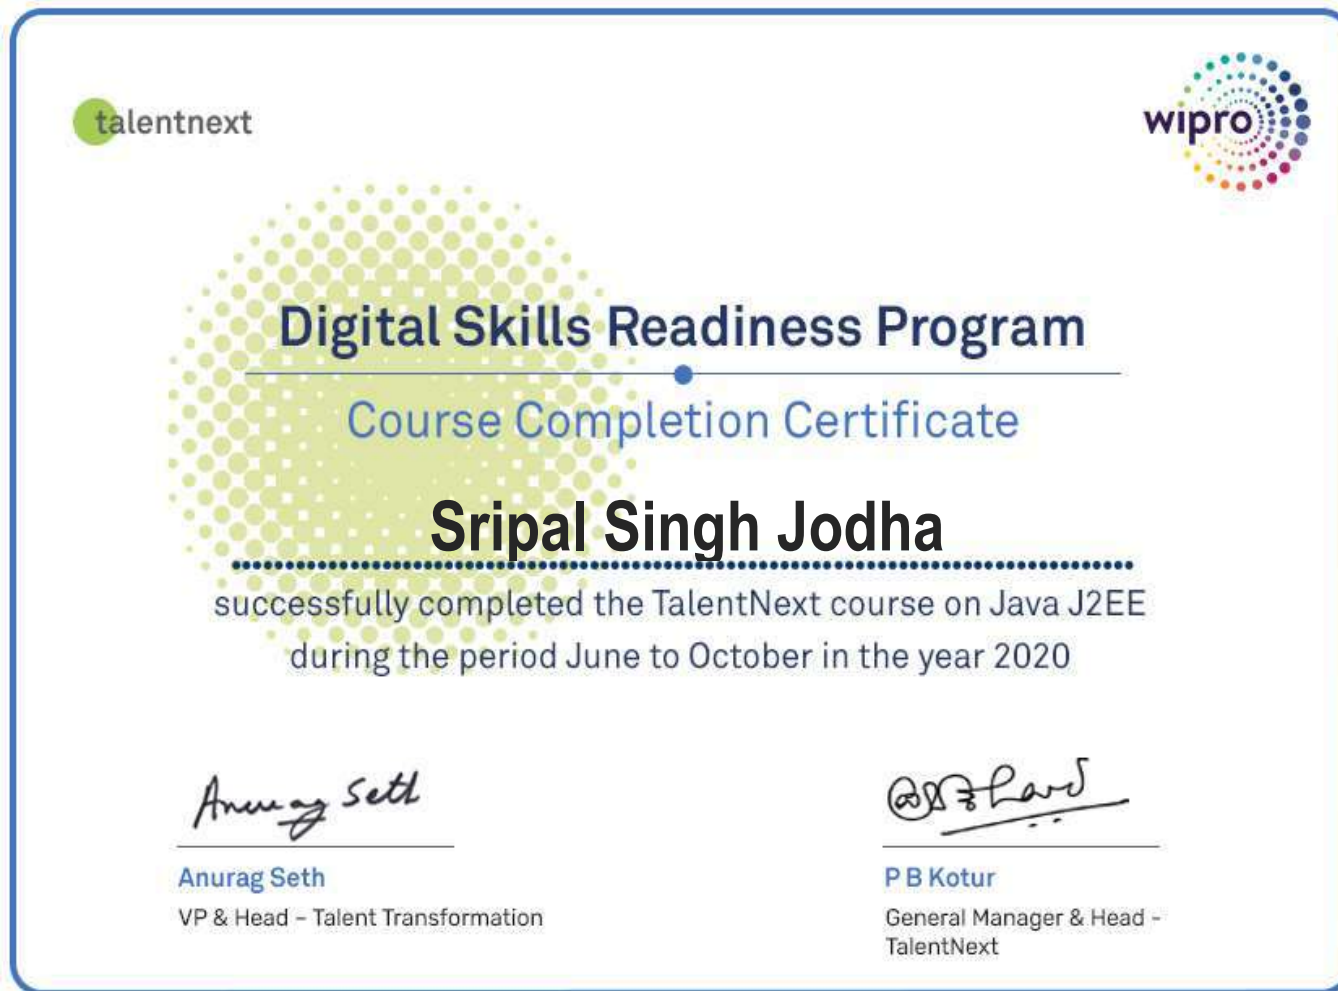 talentnext
wipro
Digital Skills Readiness Program
Course Completion Certificate
Sripal Singh Jodha
successfully completed the TalentNext course on Java J2EE
during the period June to October in the year 2020
Anurag Seth
Anurag Seth
VP & Head – Talent Transformation
P B Kotur
General Manager & Head -
TalentNext